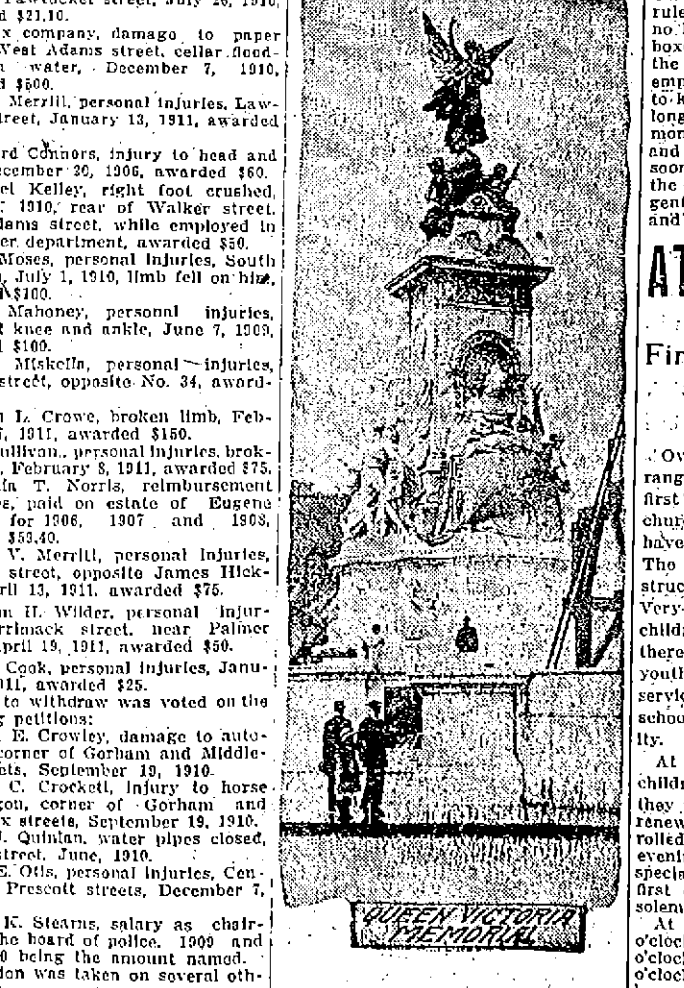 Pawtucket street, July 26, 1910,
d $21.10.
x company, damage to paper
West Adams street, cellar flood-
water, December 7, 1910,
d $500.
Merrill, personal injuries, Law-
treet, January 13, 1911, awarded
rd Connors, injury to head and
ecember 20, 1906, awarded $60.
el Kelley, right foot crushed,
1910, rear of Walker street,
dams street, while employed in
er department, awarded $50.
Moses, personal injuries, South
, July 1, 1910, limb fell on him,
$100.
Mahoney, personal injuries,
t knee and ankle, June 7, 1909,
d $100.
Miskella, personal injuries,
street, opposite No. 34, award-
L. Crowe, broken limb, Feb-
, 1911, awarded $150.
ullivan, personal injuries, brok-
, February 8, 1911, awarded $75.
T. Norris, reimbursement
es, paid on estate of Eugene
for 1906, 1907 and 1908,
$53.40.
V. Merrill, personal injuries,
street, opposite James Hick-
ril 13, 1911, awarded $75.
m H. Wilder, personal injur-
rrimack street, near Palmer
April 19, 1911, awarded $50.
Cook, personal injuries, Janu-
911, awarded $25.
to withdraw was voted on the
g petitions:
E. Crowley, damage to auto-
corner of Gorham and Middle-
ets, September 19, 1910.
C. Crockett, injury to horse
gon, corner of Gorham and
x streets, September 19, 1910.
J. Quinlan, water pipes closed,
street, June, 1910.
E. Otis, personal injuries, Cen-
Prescott streets, December 7,
K. Stearns, salary as chair-
he board of police, 1909 and
0 being the amount named.
ion was taken on several oth-
QUEEN VICTORIA
MEMORIAL
rule
no
box
the
emp
to k
long
mon
and
soon
the
gent
and
AT
Fin
Ov
rang
first
chur
have
The
struc
Very
child
there
youth
servic
schoo
ity.
At
childr
they
renew
rolled
evenin
specia
first
solem
At
o'cloc
o'cloc
o'cloc